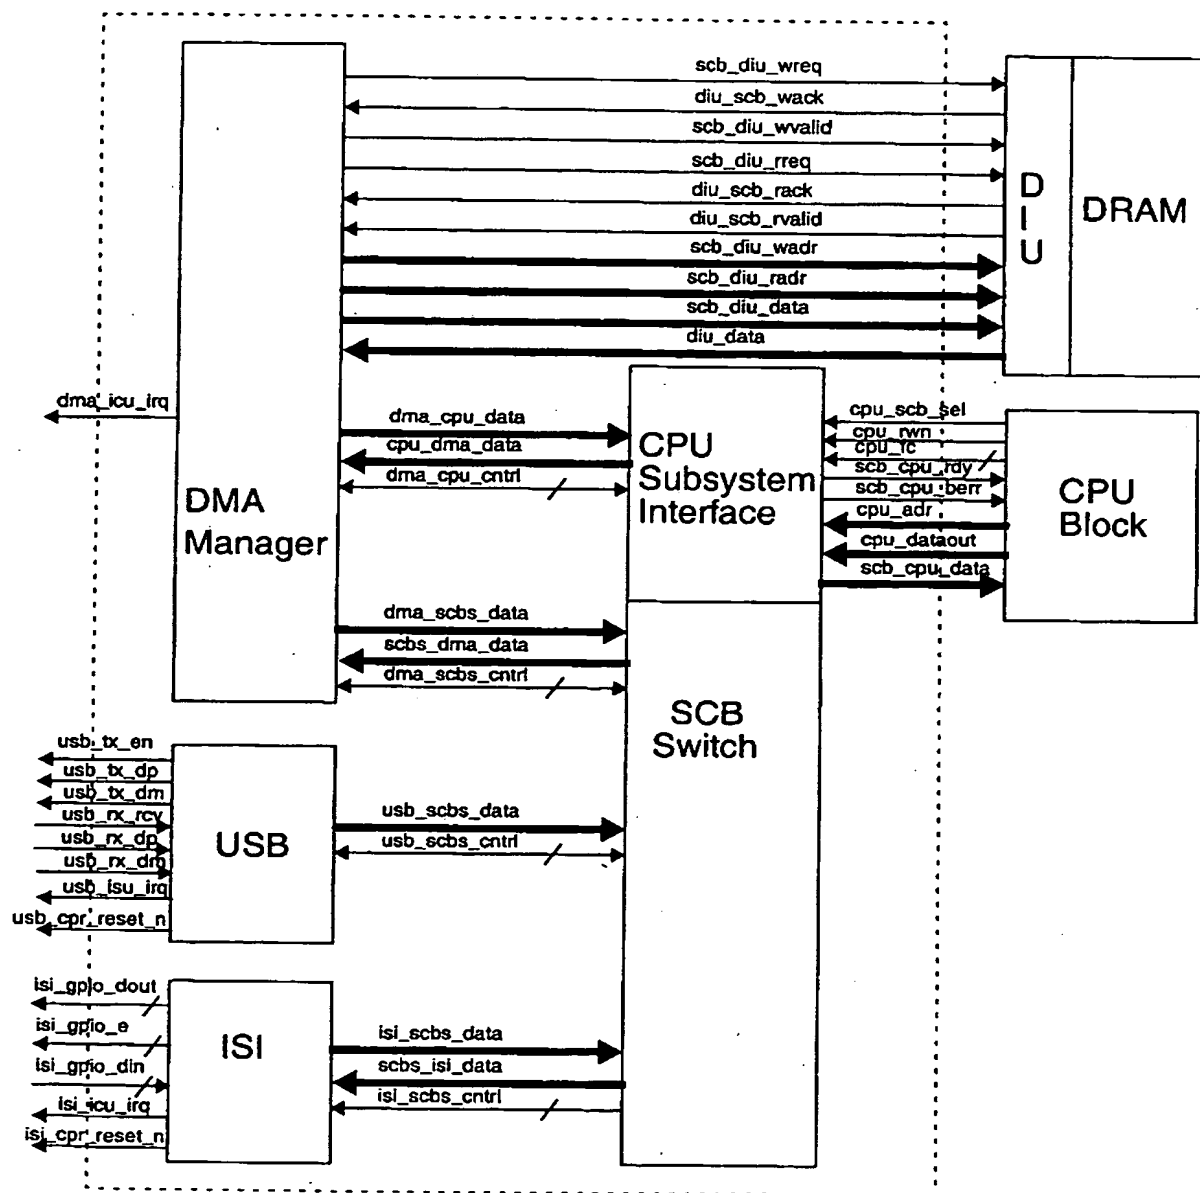 scb_diu_wreq
diu_scb_wack
scb_diu_wvalid
scb_diu_rreq
diu_scb_rack
diu_scb_rvalid
scb_diu_wadr
scb_diu_radr
scb_diu_data
diu_data
D
I
U
DRAM
dma_icu_irq
DMA
Manager
dma_cpu_data
cpu_dma_data
dma_cpu_cntrl
CPU
Subsystem
Interface
cpu_scb_sel
cpu_rwn
cpu_fc
scb_cpu_rdy
scb_cpu_berr
cpu_adr
cpu_dataout
scb_cpu_data
CPU
Block
dma_scbs_data
scbs_dma_data
dma_scbs_cntrl
SCB
Switch
usb_tx_en
usb_tx_dp
usb_tx_dm
usb_rx_rcv
usb_rx_dp
usb_rx_dm
usb_isu_irq
usb_cpr_reset_n
USB
usb_scbs_data
usb_scbs_cntrl
isi_gpio_dout
isi_gpio_e
isi_gpio_din
isi_icu_irq
isi_cpr_reset_n
ISI
isi_scbs_data
scbs_isi_data
isi_scbs_cntrl